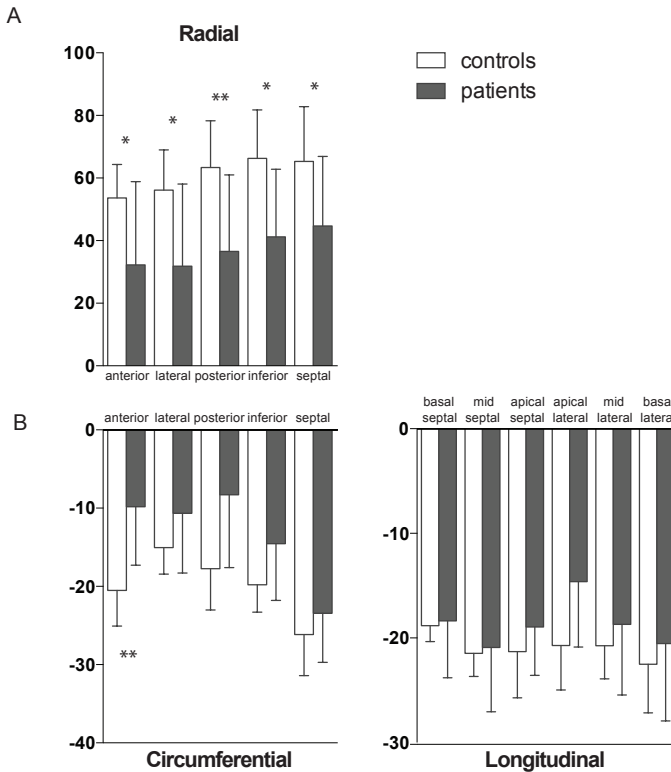 A
Radial
controls
patients
100
80
60
40
20
0
* * ** * *
anterior lateral posterior inferior septal
B
anterior lateral posterior inferior septal
0
-10
-20
-30
-40
**
Circumferential
basal mid apical apical mid basal
septal septal septal lateral lateral lateral
0
-10
-20
-30
Longitudinal